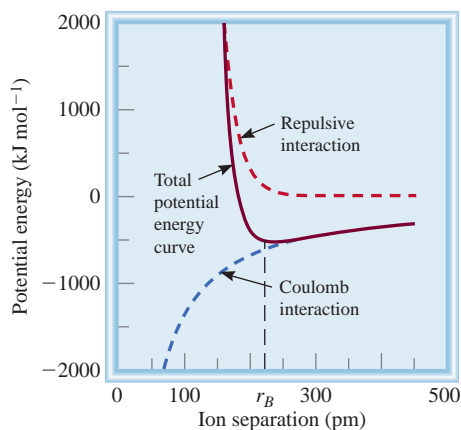 2000
1000
0
−1000
−2000
Potential energy (kJ mol−1)
Repulsive
interaction
Total
potential
energy
curve
Coulomb
interaction
0
100
rB
300
500
Ion separation (pm)